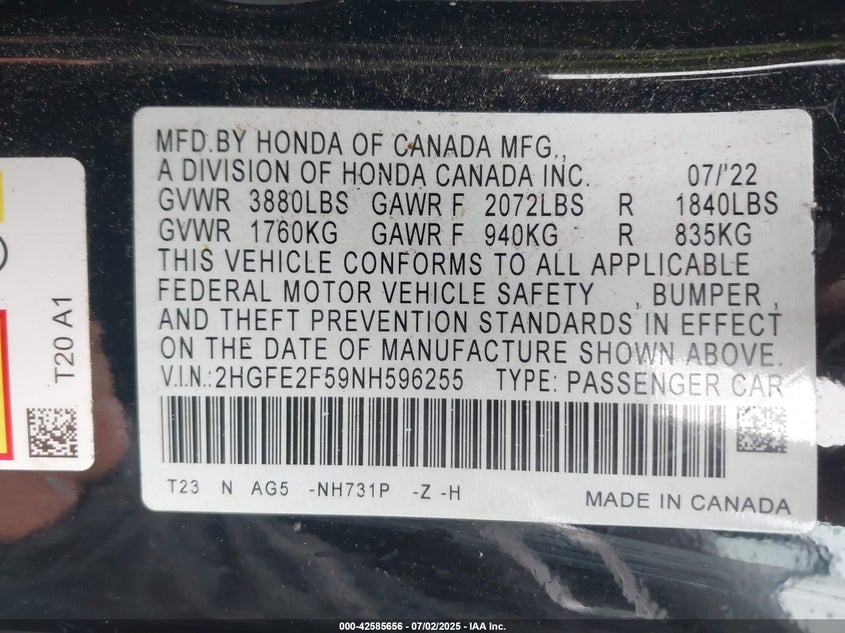 MFD.BY HONDA OF CANADA MFG.,
A DIVISION OF HONDA CANADA INC. 07/'22
GVWR 3880LBS GAWR F 2072LBS R 1840LBS
GVWR 1760KG GAWR F 940KG R 835KG
THIS VEHICLE CONFORMS TO ALL APPLICABLE
FEDERAL MOTOR VEHICLE SAFETY , BUMPER ,
AND THEFT PREVENTION STANDARDS IN EFFECT
ON THE DATE OF MANUFACTURE SHOWN ABOVE.
V.I.N.:2HGFE2F59NH596255 TYPE: PASSENGER CAR
T23 N AG5 -NH731P -Z -H MADE IN CANADA
T20 A1
000-42585656 / 07/02/2025 - IAA Inc.